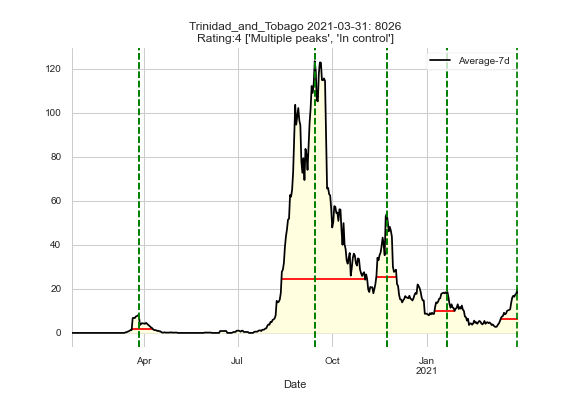 Trinidad_and_Tobago 2021-03-31: 8026
Rating:4 ['Multiple peaks', 'In control']
Average-7d
120
100
80
60
40
20
0
Apr Jul Oct Jan
2021
Date